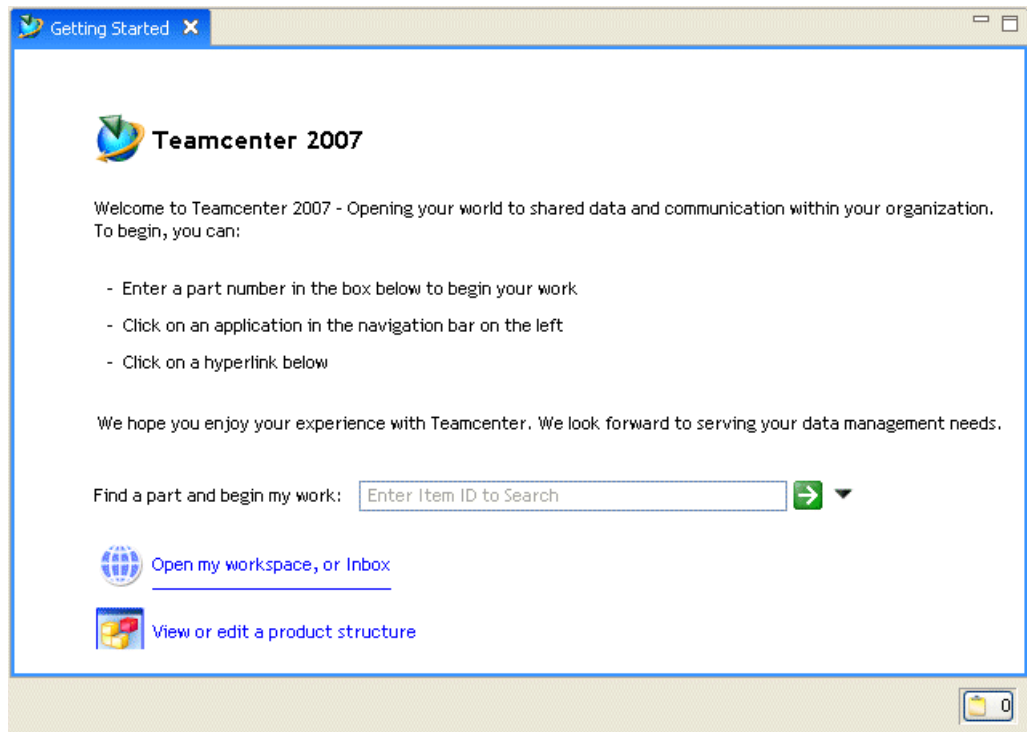 Getting Started
Teamcenter 2007
Welcome to Teamcenter 2007 - Opening your world to shared data and communication within your organization.
To begin, you can:
- Enter a part number in the box below to begin your work
- Click on an application in the navigation bar on the left
- Click on a hyperlink below
We hope you enjoy your experience with Teamcenter. We look forward to serving your data management needs.
Find a part and begin my work: Enter Item ID to Search
Open my workspace, or Inbox
View or edit a product structure
0